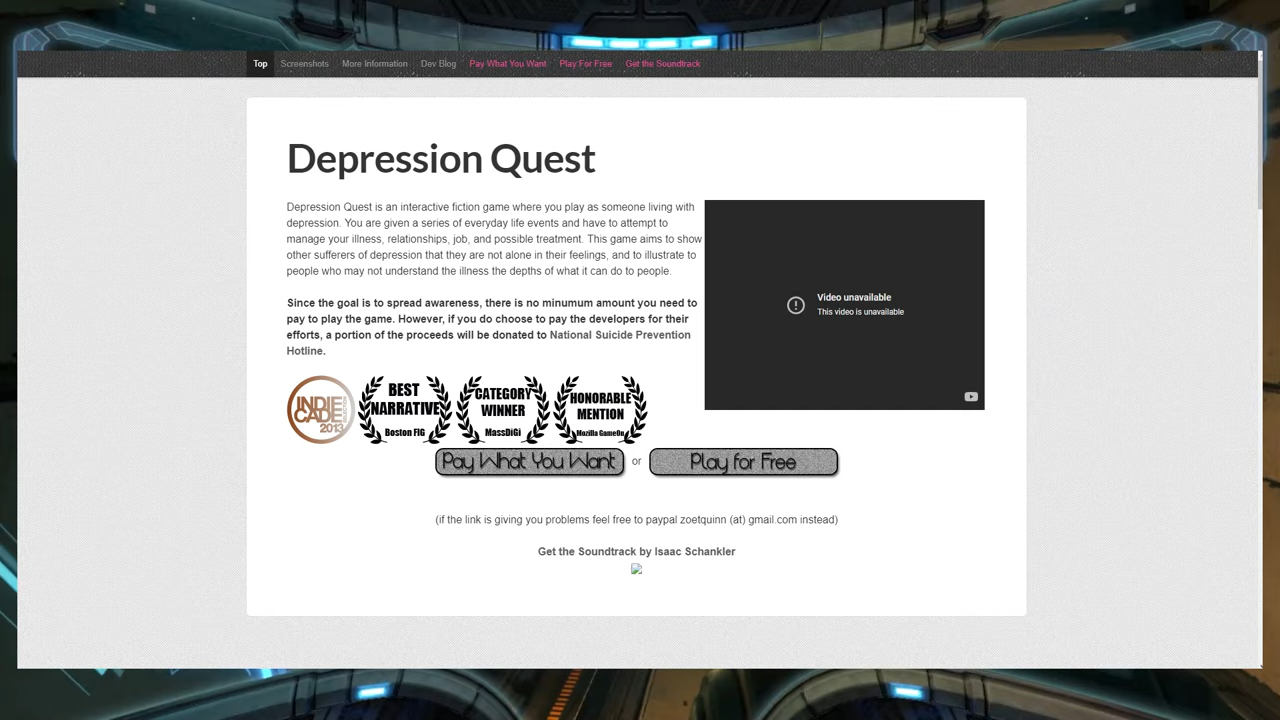 Top Screenshots More Information Dev Blog Pay What You Want Play For Free Get the Soundtrack
Depression Quest
Depression Quest is an interactive fiction game where you play as someone living with
depression. You are given a series of everyday life events and have to attempt to
manage your illness, relationships, job, and possible treatment. This game aims to show
other sufferers of depression that they are not alone in their feelings, and to illustrate to
people who may not understand the illness the depths of what it can do to people.
Since the goal is to spread awareness, there is no minumum amount you need to
pay to play the game. However, if you do choose to pay the developers for their
efforts, a portion of the proceeds will be donated to National Suicide Prevention
Hotline.
Video unavailable
This video is unavailable
INDIE
CADE
2013
BEST
NARRATIVE
Boston FIG
CATEGORY
WINNER
MassDiGi
HONORABLE
MENTION
Mozilla GameOn
Pay What You Want or Play for Free
(if the link is giving you problems feel free to paypal zoetquinn (at) gmail.com instead)
Get the Soundtrack by Isaac Schankler